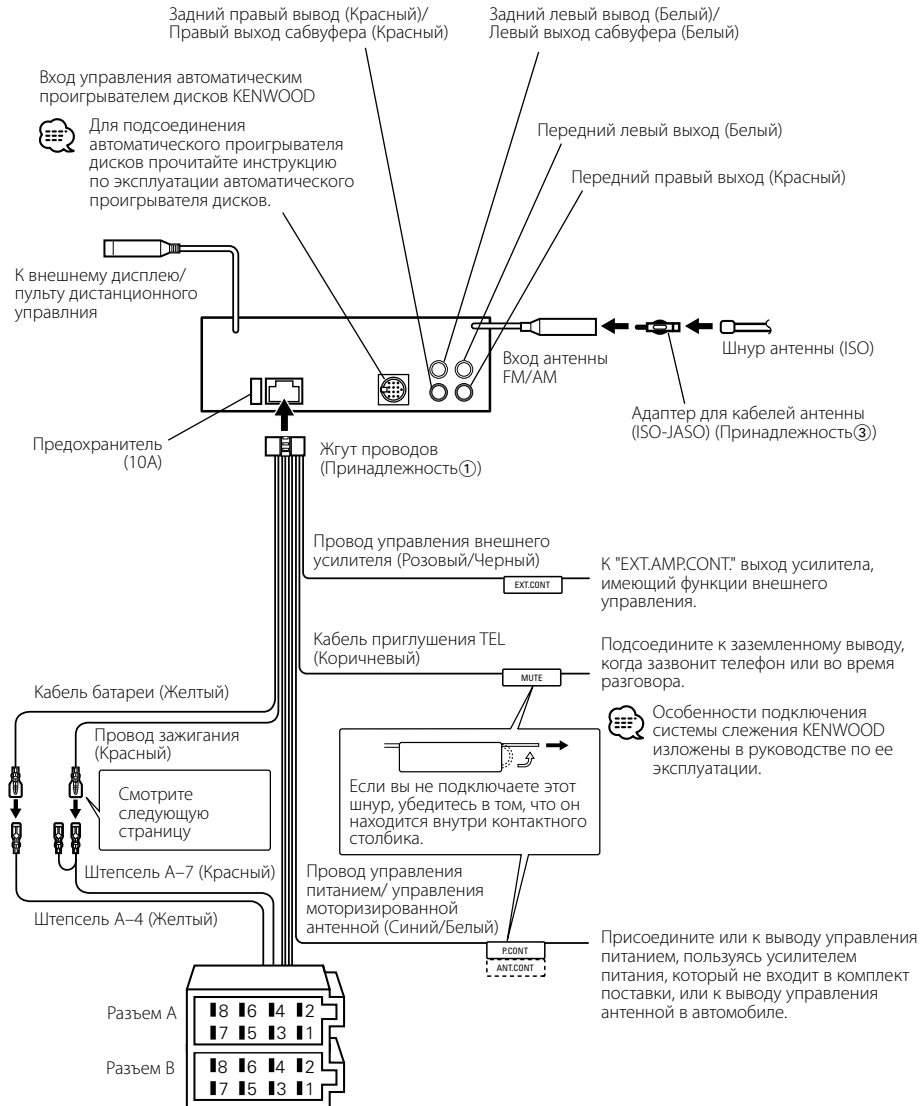 Задний правый вывод (Красный)/
Правый выход сабвуфера (Красный)
Задний левый вывод (Белый)/
Левый выход сабвуфера (Белый)
Вход управления автоматическим
проигрывателем дисков KENWOOD
Для подсоединения
автоматического проигрывателя
дисков прочитайте инструкцию
по эксплуатации автоматического
проигрывателя дисков.
Передний левый выход (Белый)
Передний правый выход (Красный)
К внешнему дисплею/
пульту дистанционного
управлния
Вход антенны
FM/AM
Шнур антенны (ISO)
Адаптер для кабелей антенны
(ISO-JASO) (Принадлежность③)
Предохранитель
(10A)
Жгут проводов
(Принадлежность①)
Провод управления внешнего
усилителя (Розовый/Черный)
EXT.CONT
К "EXT.AMP.CONT." выход усилитела,
имеющий функции внешнего
управления.
Кабель приглушения TEL
(Коричневый)
MUTE
Подсоедините к заземленному выводу,
когда зазвонит телефон или во время
разговора.
Особенности подключения
системы слежения KENWOOD
изложены в руководстве по ее
эксплуатации.
Кабель батареи (Желтый)
Провод зажигания
(Красный)
Смотрите
следующую
страницу
Если вы не подключаете этот
шнур, убедитесь в том, что он
находится внутри контактного
столбика.
Штепсель A–7 (Красный)
Штепсель A–4 (Желтый)
Провод управления
питанием/ управления
моторизированной
антенной (Синий/Белый)
P.CONT
ANT.CONT
Присоедините или к выводу управления
питанием, пользуясь усилителем
питания, который не входит в комплект
поставки, или к выводу управления
антенной в автомобиле.
Разъем A
8 6 4 2
7 5 3 1
Разъем B
8 6 4 2
7 5 3 1